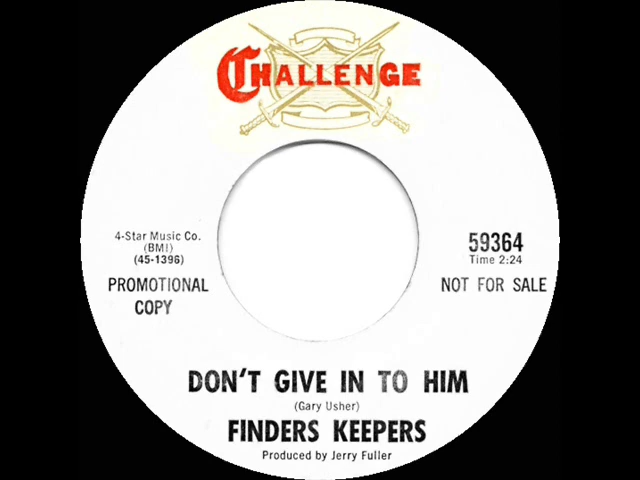 CHALLENGE
4-Star Music Co.
(BMI)
(45-1396)
PROMOTIONAL
COPY
59364
Time 2:24
NOT FOR SALE
DON'T GIVE IN TO HIM
(Gary Usher)
FINDERS KEEPERS
Produced by Jerry Fuller